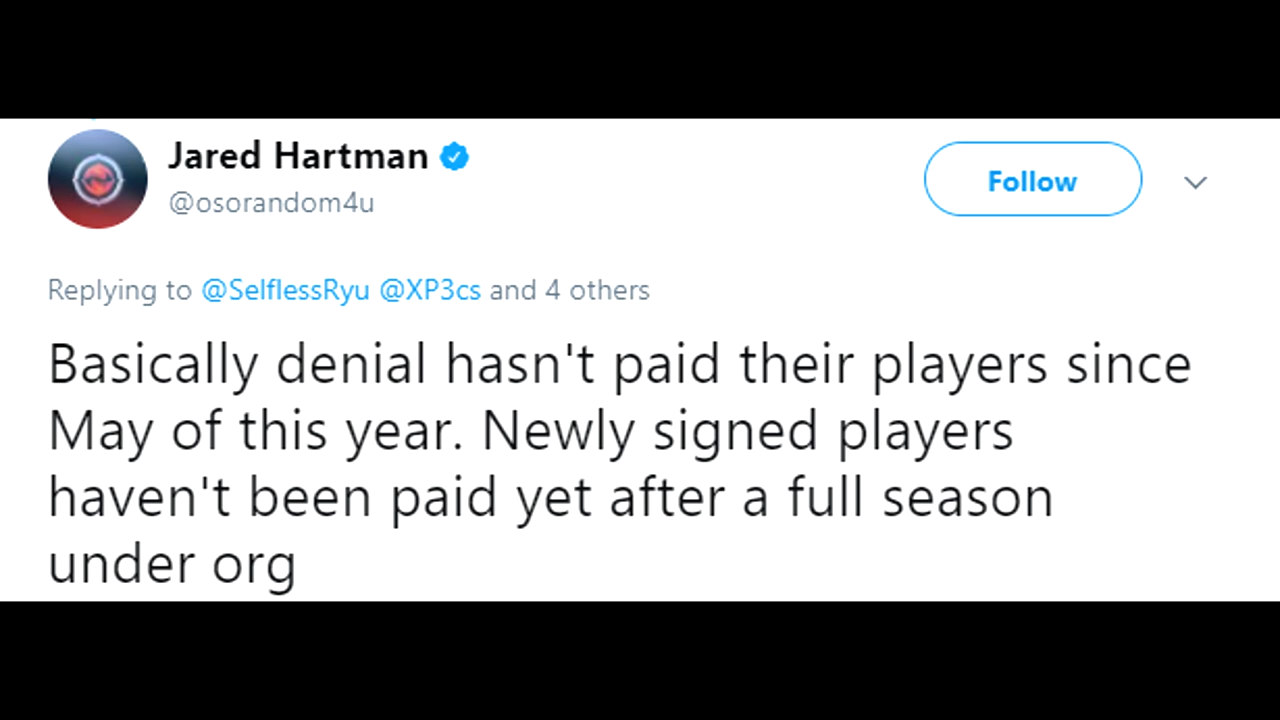 Jared Hartman
@osorandom4u
Follow
Replying to @SelflessRyu @XP3cs and 4 others
Basically denial hasn't paid their players since
May of this year. Newly signed players
haven't been paid yet after a full season
under org